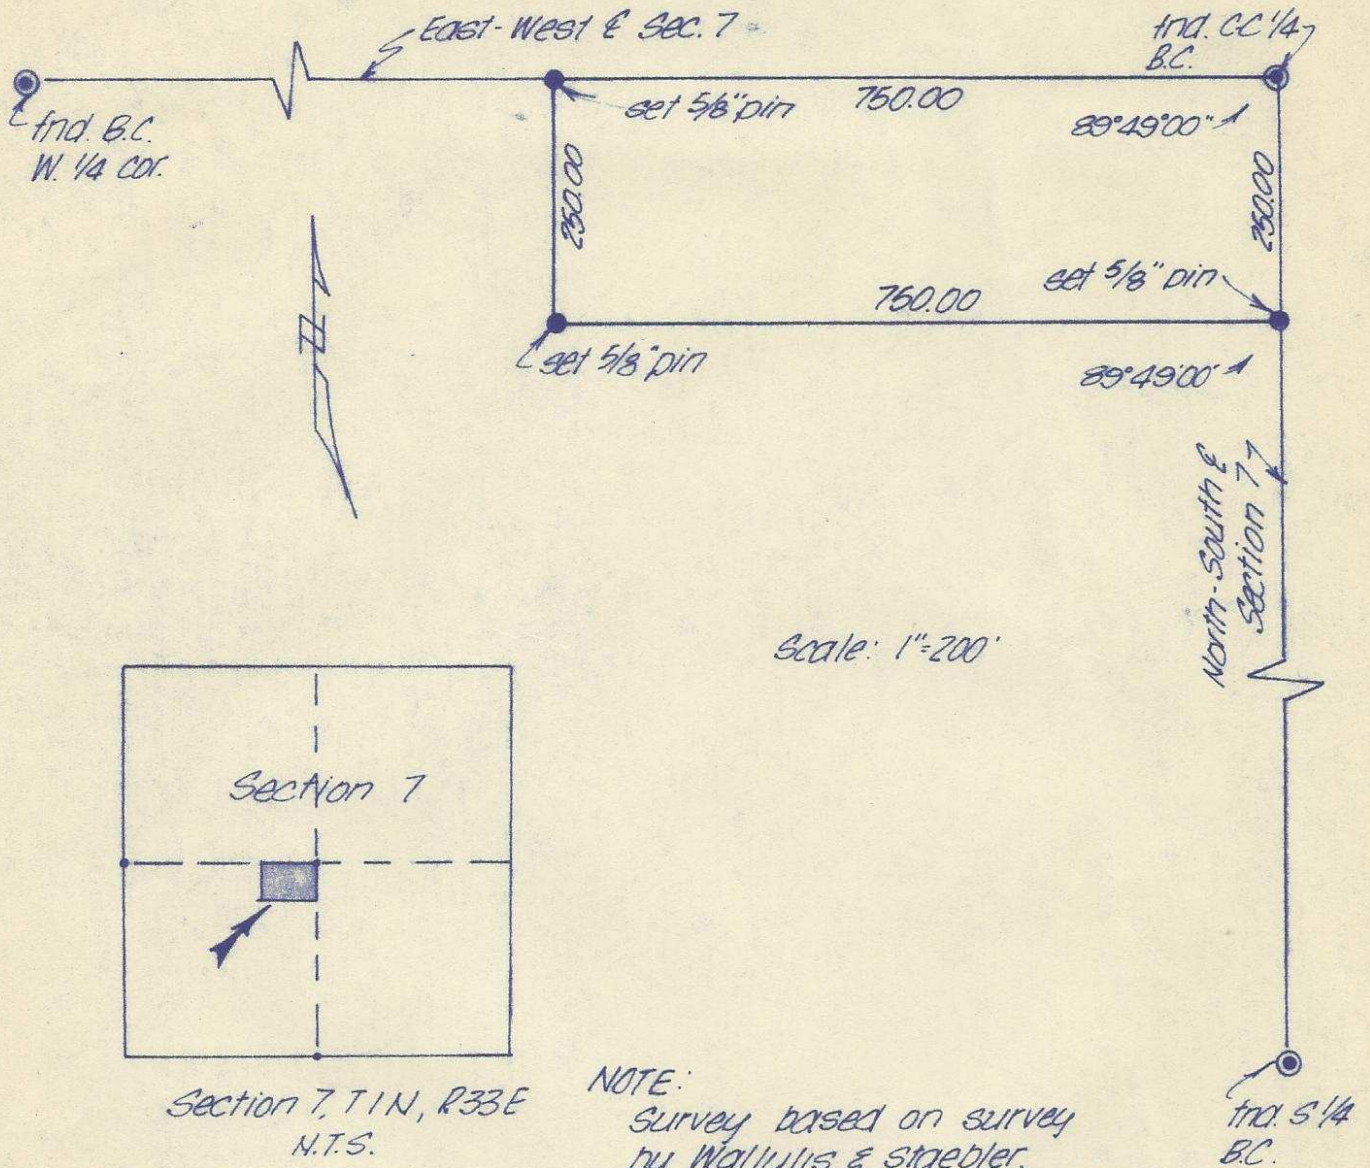 East-West ℄ Sec. 7
fnd. CC 1/4
B.C.
fnd. B.C.
W. 1/4 cor.
set 5/8" pin
750.00
89°49'00"
250.00
250.00
set 5/8" pin
750.00
set 5/8" pin
89°49'00"
North-South ℄
Section 7
Scale: 1"=200'
Section 7
Section 7, T1N, R33E
N.T.S.
NOTE:
Survey based on survey
by Wallulis & Staebler.
fnd. S 1/4
B.C.